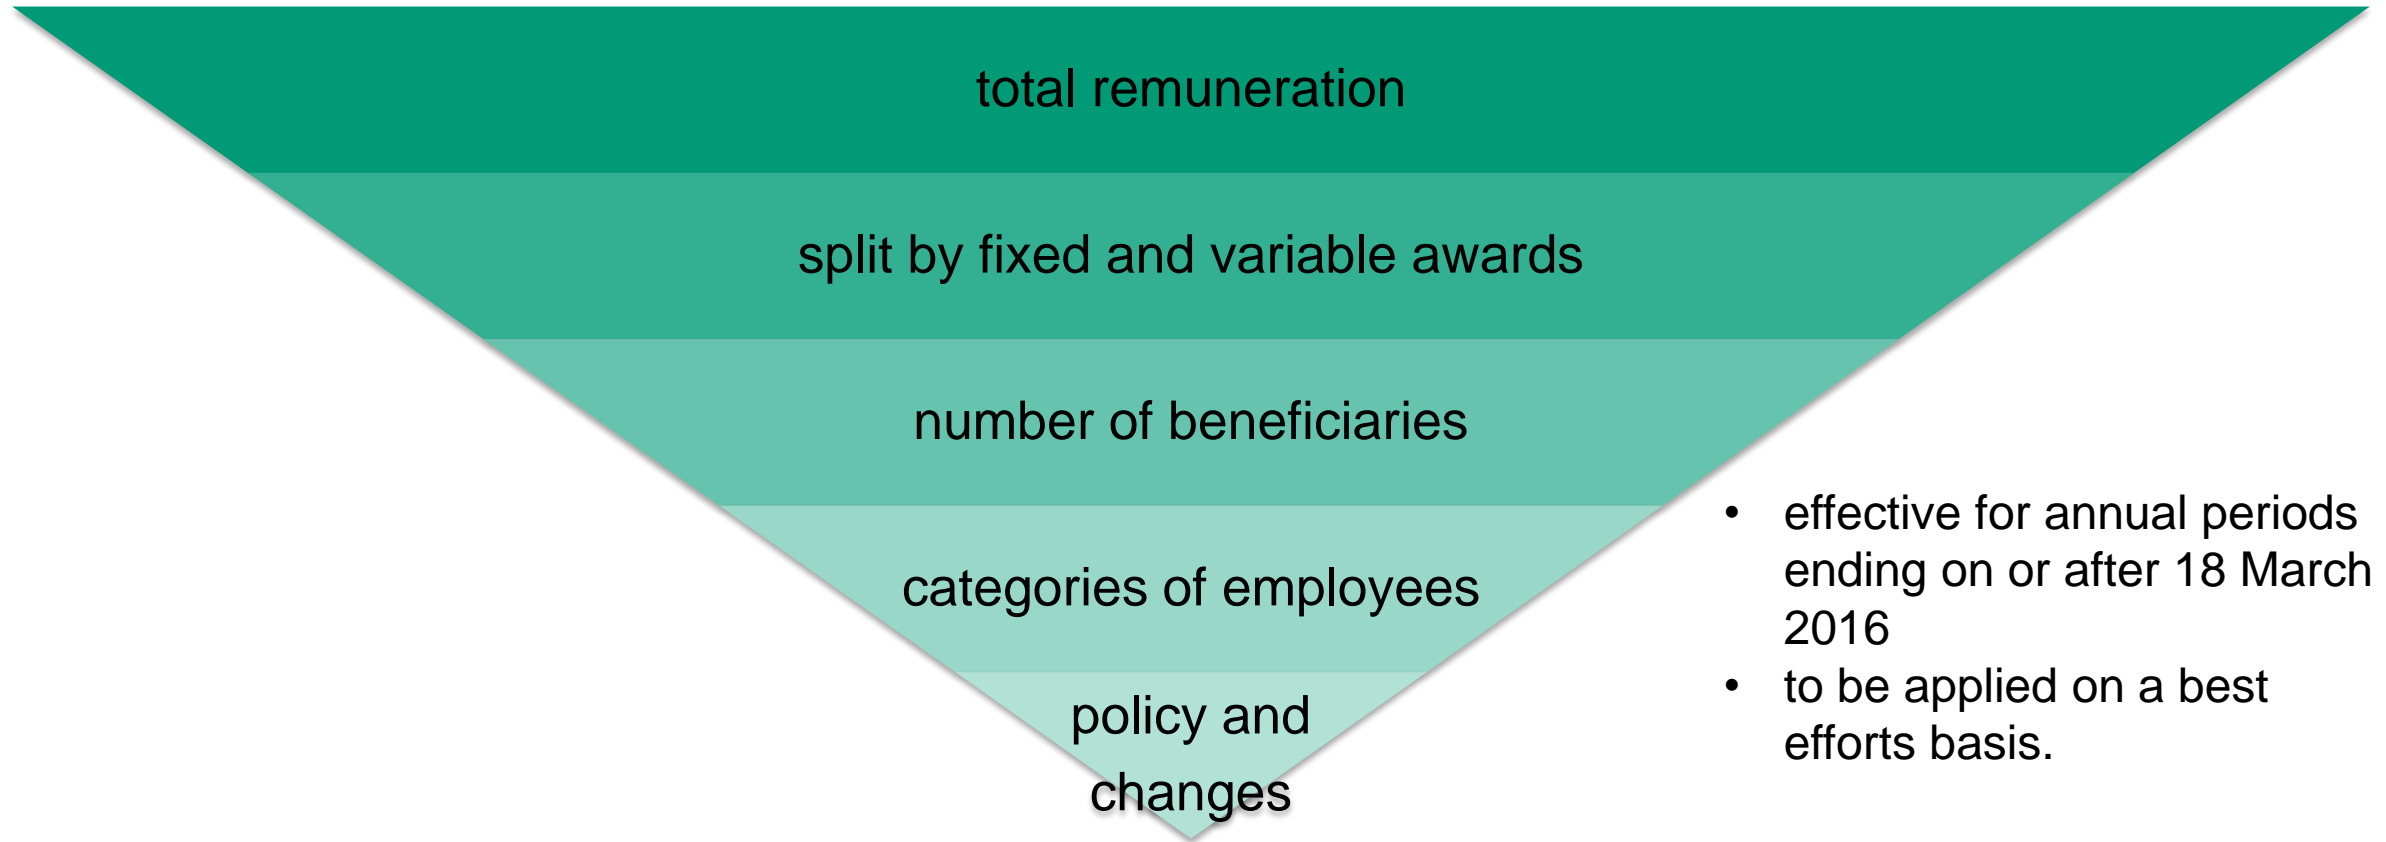 total remuneration
split by fixed and variable awards
number of beneficiaries
categories of employees
policy and
changes
• effective for annual periods
ending on or after 18 March
2016
• to be applied on a best
efforts basis.